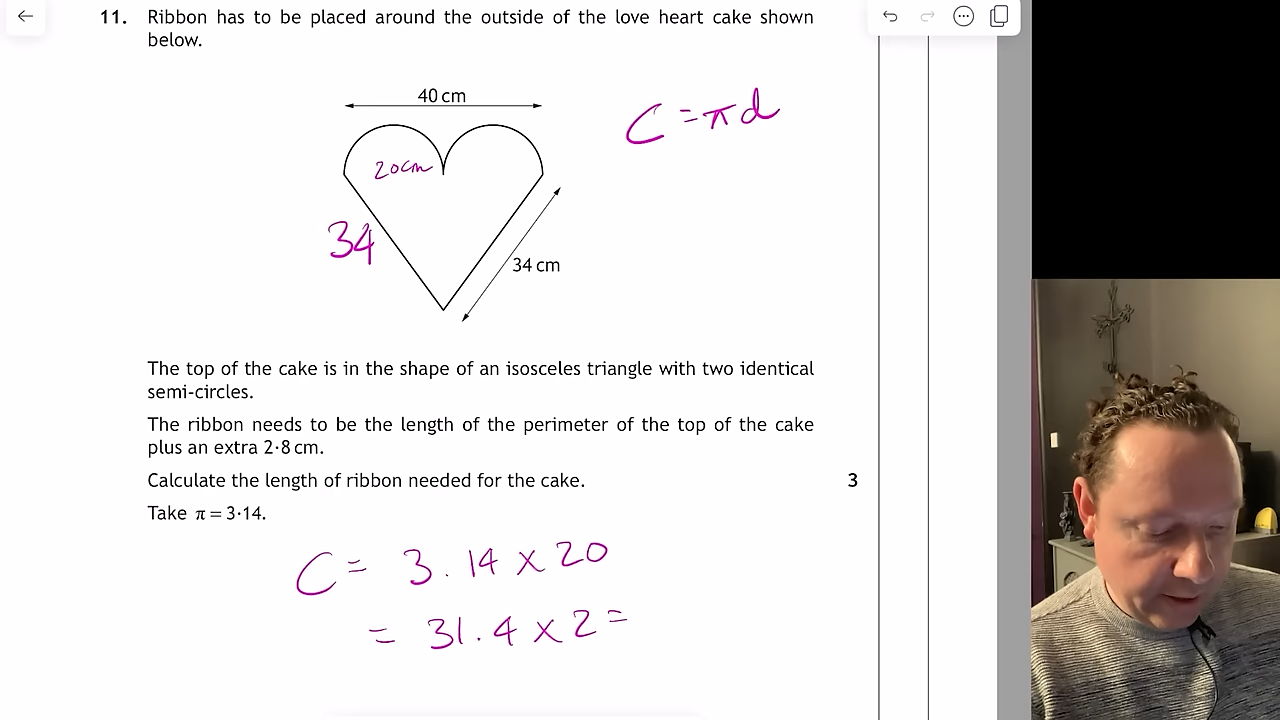 11. Ribbon has to be placed around the outside of the love heart cake shown
below.
40 cm
C = πd
20cm
34
34 cm
The top of the cake is in the shape of an isosceles triangle with two identical
semi-circles.
The ribbon needs to be the length of the perimeter of the top of the cake
plus an extra 2·8 cm.
Calculate the length of ribbon needed for the cake. 3
Take π = 3·14.
C = 3.14 × 20
= 31.4 × 2 =